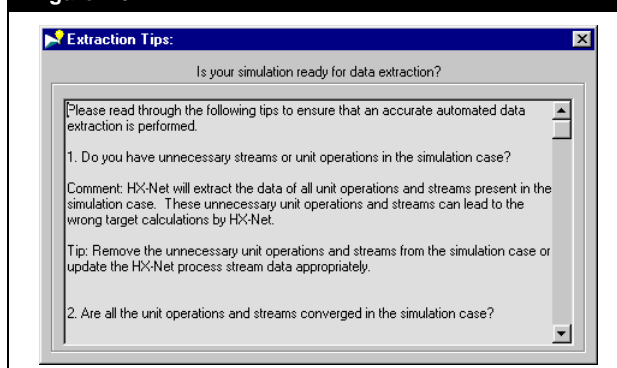 Extraction Tips:
Is your simulation ready for data extraction?
Please read through the following tips to ensure that an accurate automated data
extraction is performed.
1. Do you have unnecessary streams or unit operations in the simulation case?
Comment: HX-Net will extract the data of all unit operations and streams present in the
simulation case. These unnecessary unit operations and streams can lead to the
wrong target calculations by HX-Net.
Tip: Remove the unnecessary unit operations and streams from the simulation case or
update the HX-Net process stream data appropriately.
2. Are all the unit operations and streams converged in the simulation case?